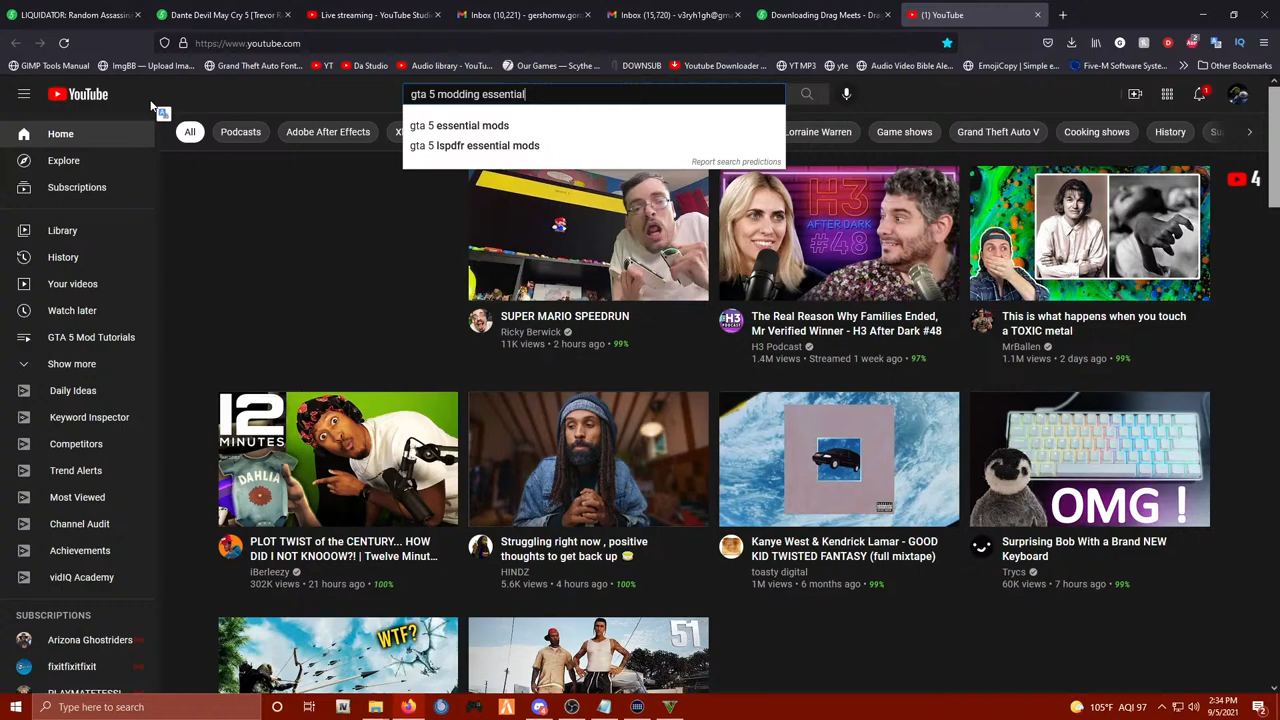 LIQUIDATOR: Random Assassin
Dante Devil May Cry 5 [Trevor R
Live streaming - YouTube Studi
Inbox (10,221) - gershomw.gor
Inbox (15,720) - v3ryh1gh@gm
Downloading Drag Meets - Drag
(1) YouTube
https://www.youtube.com
GIMP Tools Manual
ImgBB — Upload Imag...
Grand Theft Auto Font...
YT
Da Studio
Audio library - YouTu...
Our Games — Scurry...
DOWNSUB
Youtube Downloader ...
YT MP3
yte
Audio Design Desk
EmojiCopy | Simple e...
Five-M Software Syste...
Other Bookmarks
YouTube
gta 5 modding essential
gta 5 essential mods
gta 5 lspdfr essential mods
Report search predictions
1
Home
Explore
Subscriptions
Library
History
Your videos
Watch later
GTA 5 Mod Tutorials
Show more
Daily Ideas
Keyword Inspector
Competitors
Trend Alerts
Most Viewed
Channel Audit
Achievements
vidIQ Academy
SUBSCRIPTIONS
Arizona Ghostriders
fixitfixitfixit
PLAYMATETESSI
All
Podcasts
Adobe After Effects
Lorraine Warren
Game shows
Grand Theft Auto V
Cooking shows
History
4
H3
AFTER DARK
#48
SUPER MARIO SPEEDRUN
Ricky Berwick
11K views • 2 hours ago • 99%
The Real Reason Why Families Ended,
Mr Verified Winner - H3 After Dark #48
H3 Podcast
1.4M views • Streamed 1 week ago • 97%
This is what happens when you touch
a TOXIC metal
MrBallen
1.1M views • 2 days ago • 99%
12
MINUTES
DAHLIA
OMG !
PLOT TWIST of the CENTURY... HOW
DID I NOT KNOOOW?! | Twelve Minut...
iBerleezy
302K views • 21 hours ago • 100%
Struggling right now , positive
thoughts to get back up
HINDZ
5.6K views • 4 hours ago • 100%
Kanye West & Kendrick Lamar - GOOD
KID TWISTED FANTASY (full mixtape)
toasty digital
1M views • 6 months ago • 99%
Surprising Bob With a Brand NEW
Keyboard
Trycs
60K views • 7 hours ago • 99%
WTF?
51
Type here to search
105°F AQI 97
2:34 PM
9/5/2021
2